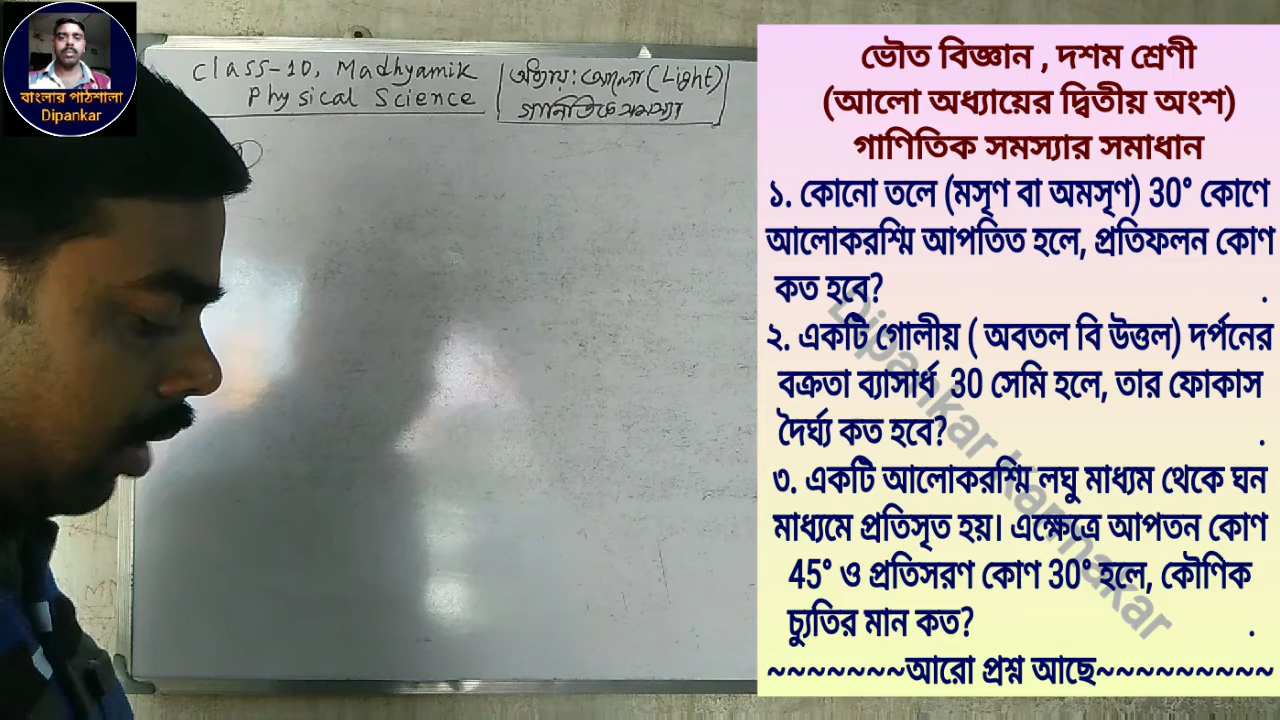 বাংলার পাঠশালা
Dipankar
Class-10, Madhyamik
Physical Science
অধ্যায়: আলো (Light)
গাণিতিক সমস্যা
ভৌত বিজ্ঞান , দশম শ্রেণী
(আলো অধ্যায়ের দ্বিতীয় অংশ)
গাণিতিক সমস্যার সমাধান
১. কোনো তলে (মসৃণ বা অমসৃণ) 30° কোণে
আলোকরশ্মি আপতিত হলে, প্রতিফলন কোণ
কত হবে? .
২. একটি গোলীয় ( অবতল বি উত্তল) দর্পনের
বক্রতা ব্যাসার্ধ 30 সেমি হলে, তার ফোকাস
দৈর্ঘ্য কত হবে? .
৩. একটি আলোকরশ্মি লঘু মাধ্যম থেকে ঘন
মাধ্যমে প্রতিসৃত হয়। এক্ষেত্রে আপতন কোণ
45° ও প্রতিসরণ কোণ 30° হলে, কৌণিক
চ্যুতির মান কত? .
~~~~~~~আরো প্রশ্ন আছে~~~~~~~~~
Dipankar Karmakar